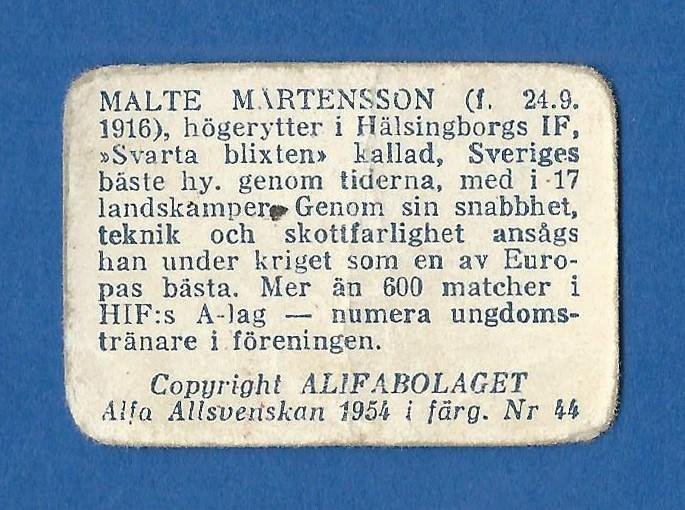 MALTE MÅRTENSSON (f. 24.9.
1916), högerytter i Hälsingborgs IF,
»Svarta blixten» kallad, Sveriges
bäste hy. genom tiderna, med i 17
landskamper. Genom sin snabbhet,
teknik och skottfarlighet ansågs
han under kriget som en av Euro-
pas bästa. Mer än 600 matcher i
HIF:s A-lag — numera ungdoms-
tränare i föreningen.
Copyright ALIFABOLAGET
Alfa Allsvenskan 1954 i färg. Nr 44